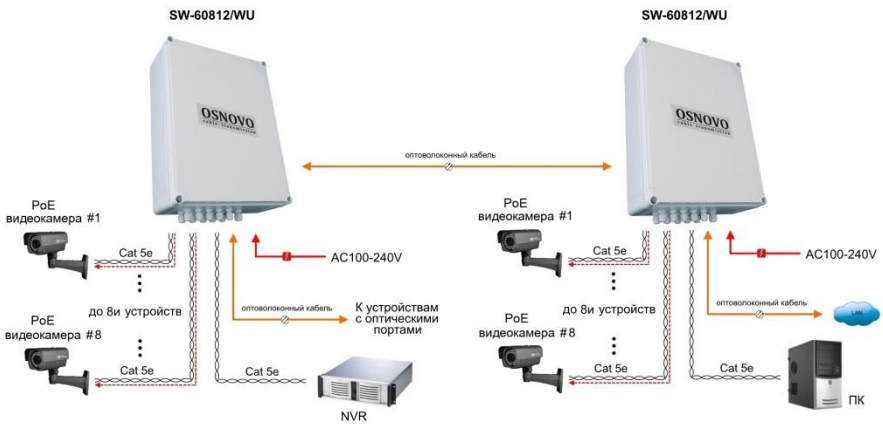 SW-60812/WU
SW-60812/WU
OSNOVO
cable transmission
OSNOVO
cable transmission
оптоволоконный кабель
PoE
видеокамера #1
Cat 5e
AC100-240V
до 8и устройств
оптоволоконный кабель
К устройствам
с оптическими
портами
PoE
видеокамера #8
Cat 5e
Cat 5e
NVR
PoE
видеокамера #1
Cat 5e
AC100-240V
до 8и устройств
оптоволоконный кабель
LAN
PoE
видеокамера #8
Cat 5e
Cat 5e
ПК